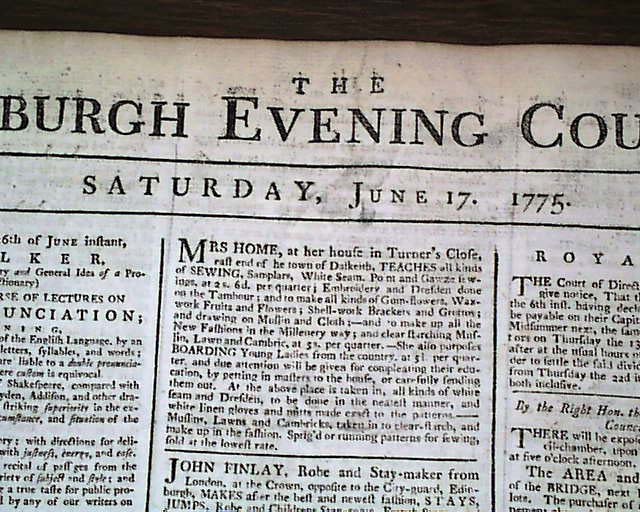 THE
BURGH EVENING COU
SATURDAY, JUNE 17. 1775.
6th of JUNE inſtant,
LKER,
ry and General Idea of a Pro-
ctionary)
RSE OF LECTURES ON
UNCIATION;
NING,
of the Engliſh Language, by an
letters, ſyllables, and words;
are liable to a double pronuncia-
ere cuſtom is equivocal
Shakeſpeare, compared with
yden, Addiſon, and other dra-
ſtriking ſuperiority in the ex-
cumſtance, and ſituation of the
ory; with directions for deli-
with juſtneſs, energy, and eaſe.
recital of paſſages from the
riety of ſubject and ſtyle; and
g a true taſte for public pro-
d by any of our writers on
MRS HOME, at her houſe in Turner's Cloſe,
eaſt end of the town of Dalkeith, TEACHES all kinds
of SEWING, Samplars, White Seam, Point and Gawze ſew-
ings, at 2s. 6d. per quarter; Embroidery and Dreſden done
on the Tambour; and to make all kinds of Gum-flowers, Wax-
work Fruits and Flowers; Shell-work Brackets and Grottos;
and drawing on Muſlin and Cloth;—and to make up all the
New Faſhions in the Millenery way; and clear ſtarching Muſ-
lin, Lawn and Cambric, at 5s. per quarter.—She alſo purpoſes
BOARDING Young Ladies from the country, at 5l. per quar-
ter, and due attention will be given for compleating their edu-
cation, by getting in maſters to the houſe, or carefully ſending
them out. At the above place is taken in, all kinds of white
ſeam and Dreſden, to be done in the neateſt manner, and
white linen gloves and mitts made exact to the patterns.
Muſlins, Lawns and Cambricks, taken in to clear-ſtarch, and
make up in the faſhion. Sprig'd or running patterns for ſewing,
ſold at the loweſt rate.
JOHN FINLAY, Robe and Stay-maker from
London, at the Crown, oppoſite to the City-guard, Edin-
burgh, MAKES after the beſt and neweſt faſhion, STAYS,
JUMPS, Robe and Childrens
ROYA
THE Court of Direct
give notice, That t
the 6th inſt. having decla
be payable on their Capi
Midſummer next, the
tors on Thurſday the 13
after at the uſual hours
der to ſettle the ſaid divid
from Thurſday the 22d
both incluſive.
By the Right Hon. the
Counc
THERE will be expo
cil-chamber, upon
at five o'clock afternoon,
The AREA and
of the BRIDGE, next
lots. The purchaſer of